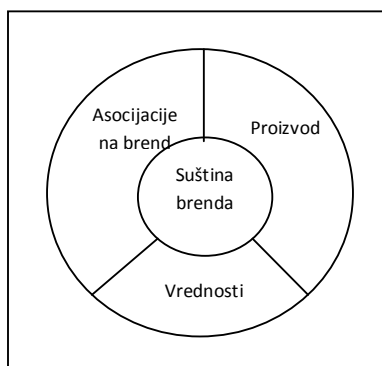 Asocijacije
na brend
Proizvod
Suština
brenda
Vrednosti